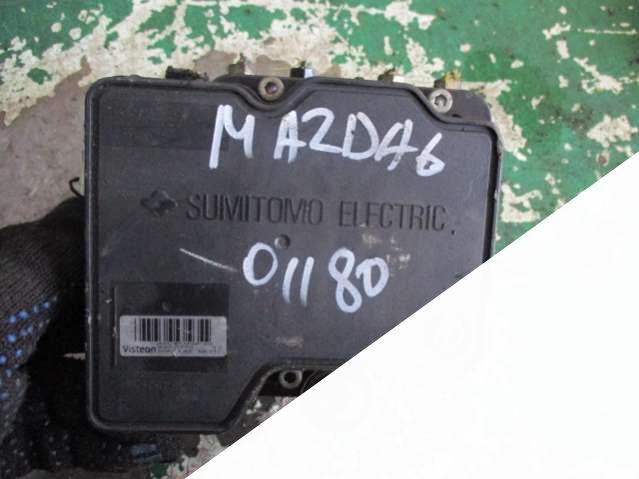 MAZDA6
SUMITOMO ELECTRIC
01180
Visteon